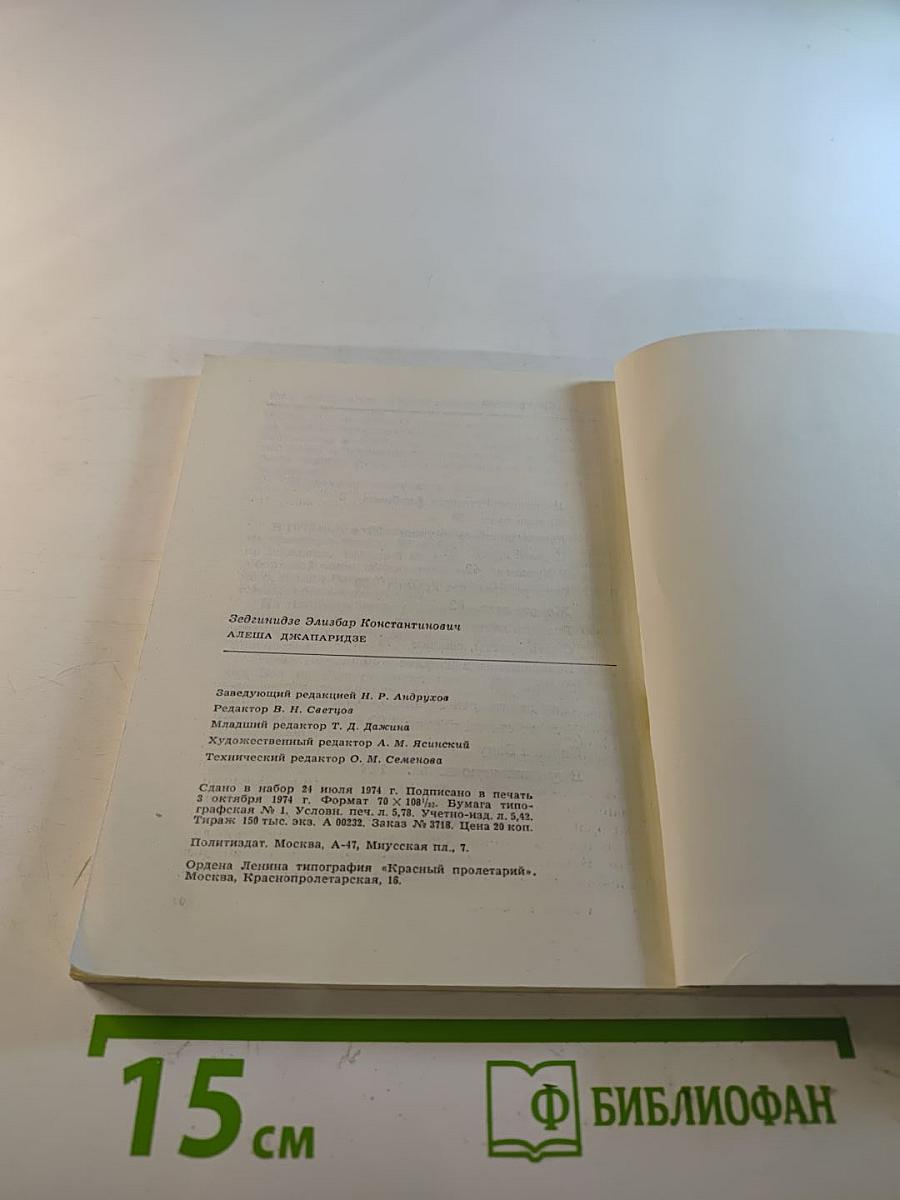 Зедгинидзе Элизбар Константинович
АЛЕША ДЖАПАРИДЗЕ
Заведующий редакцией Н. Р. Андрухов
Редактор В. Н. Светцов
Младший редактор Т. Д. Дажина
Художественный редактор А. М. Ясинский
Технический редактор О. М. Семенова
Сдано в набор 24 июля 1974 г. Подписано в печать
3 октября 1974 г. Формат 70 × 108¹/₃₂. Бумага типо-
графская № 1. Условн. печ. л. 5,78. Учетно-изд. л. 5,42.
Тираж 150 тыс. экз. А 00232. Заказ № 3718. Цена 20 коп.
Политиздат. Москва, А-47, Миусская пл., 7.
Ордена Ленина типография «Красный пролетарий».
Москва, Краснопролетарская, 16.
15 см
БИБЛИОФАН